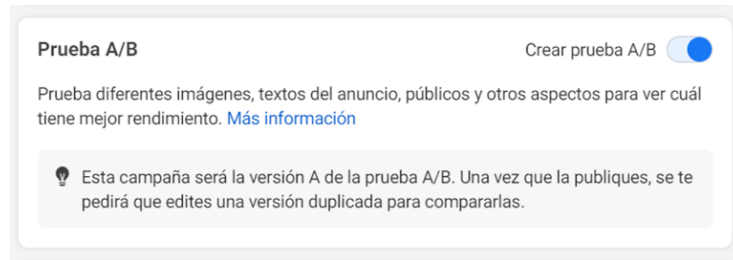 Prueba A/B
Crear prueba A/B
Prueba diferentes imágenes, textos del anuncio, públicos y otros aspectos para ver cuál
tiene mejor rendimiento. Más información
Esta campaña será la versión A de la prueba A/B. Una vez que la publiques, se te
pedirá que edites una versión duplicada para compararlas.